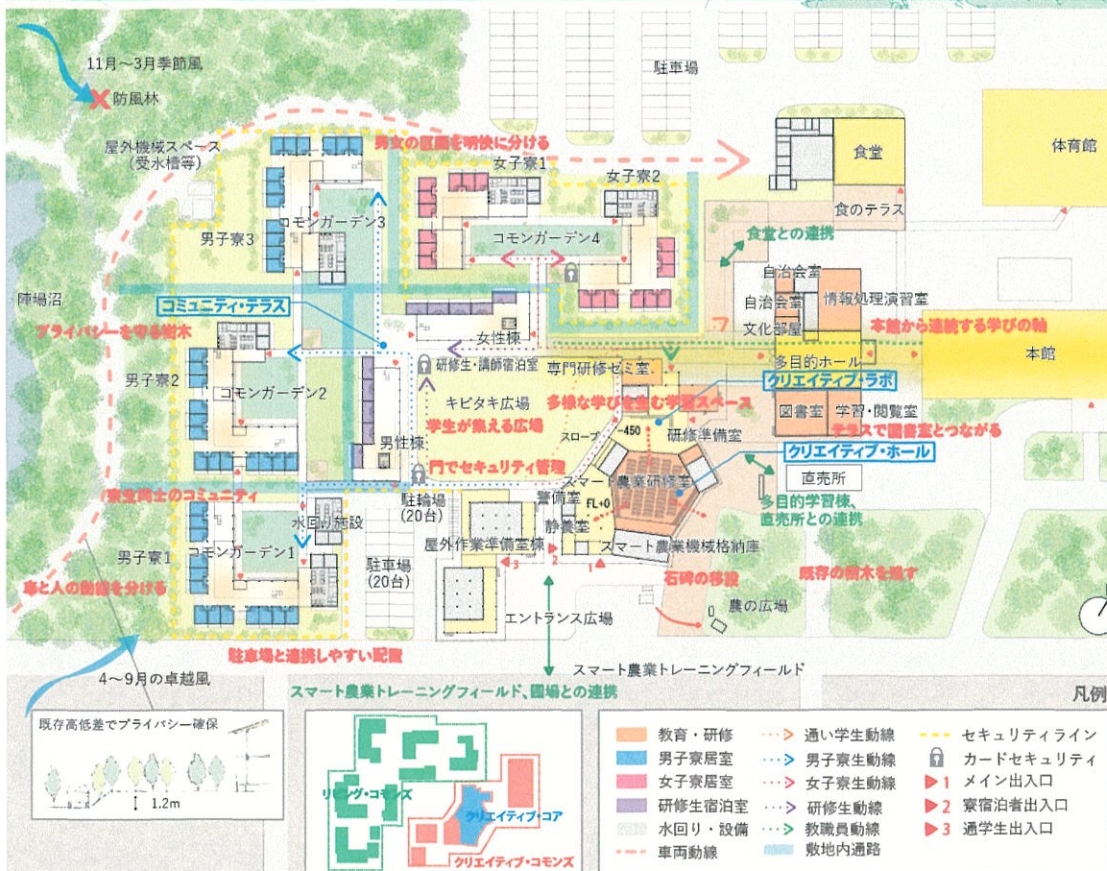 11月〜3月季節風
防風林
屋外機械スペース
(受水槽等)
駐車場
男女の区画を明快に分ける
女子寮1
女子寮2
食堂
体育館
食のテラス
コモンガーデン3
コモンガーデン4
男子寮3
食堂との連携
陣場沼
コミュニティ・テラス
プライバシーを守る樹木
自治会室
自治会室
情報処理演習室
文化部屋
本館から連続する学びの軸
本館
女性棟
研修生・講師宿泊室
専門研修ゼミ室
多目的ホール
クリエイティブ・ラボ
男子寮2
コモンガーデン2
キビタキ広場
多様な学びを生む学習スペース
学生が集える広場
図書室
学習・閲覧室
テラスで図書室とつながる
-450
スロープ
研修準備室
男性棟
クリエイティブ・ホール
門でセキュリティ管理
スマート農業研修室
直売所
寮生同士のコミュニティ
駐輪場
(20台)
警備室
FL+0
多目的学習棟、
直売所との連携
水回り施設
静養室
男子寮1
コモンガーデン1
屋外作業準備室棟
スマート農業機械格納庫
駐車場
(20台)
3
2
1
車と人の動線を分ける
石碑の移設
既存の樹木を残す
エントランス広場
農の広場
駐車場と連携しやすい配置
4〜9月の卓越風
スマート農業トレーニングフィールド
スマート農業トレーニングフィールド、圃場との連携
既存高低差でプライバシー確保
1.2m
リビング・コモンズ
クリエイティブ・コア
クリエイティブ・コモンズ
凡例
教育・研修
男子寮居室
女子寮居室
研修生宿泊室
水回り・設備
車両動線
通い学生動線
男子寮生動線
女子寮生動線
研修生動線
教職員動線
敷地内通路
セキュリティライン
カードセキュリティ
1 メイン出入口
2 寮宿泊者出入口
3 通学生出入口